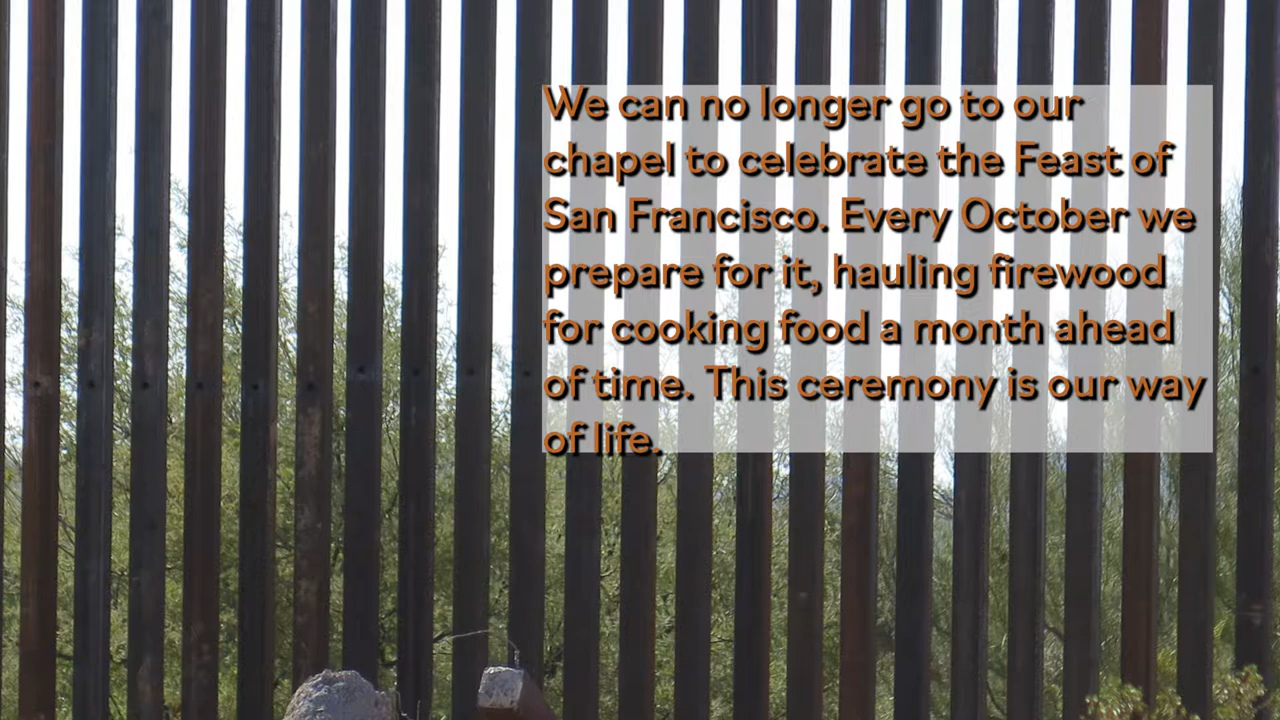 We can no longer go to our
chapel to celebrate the Feast of
San Francisco. Every October we
prepare for it, hauling firewood
for cooking food a month ahead
of time. This ceremony is our way
of life.